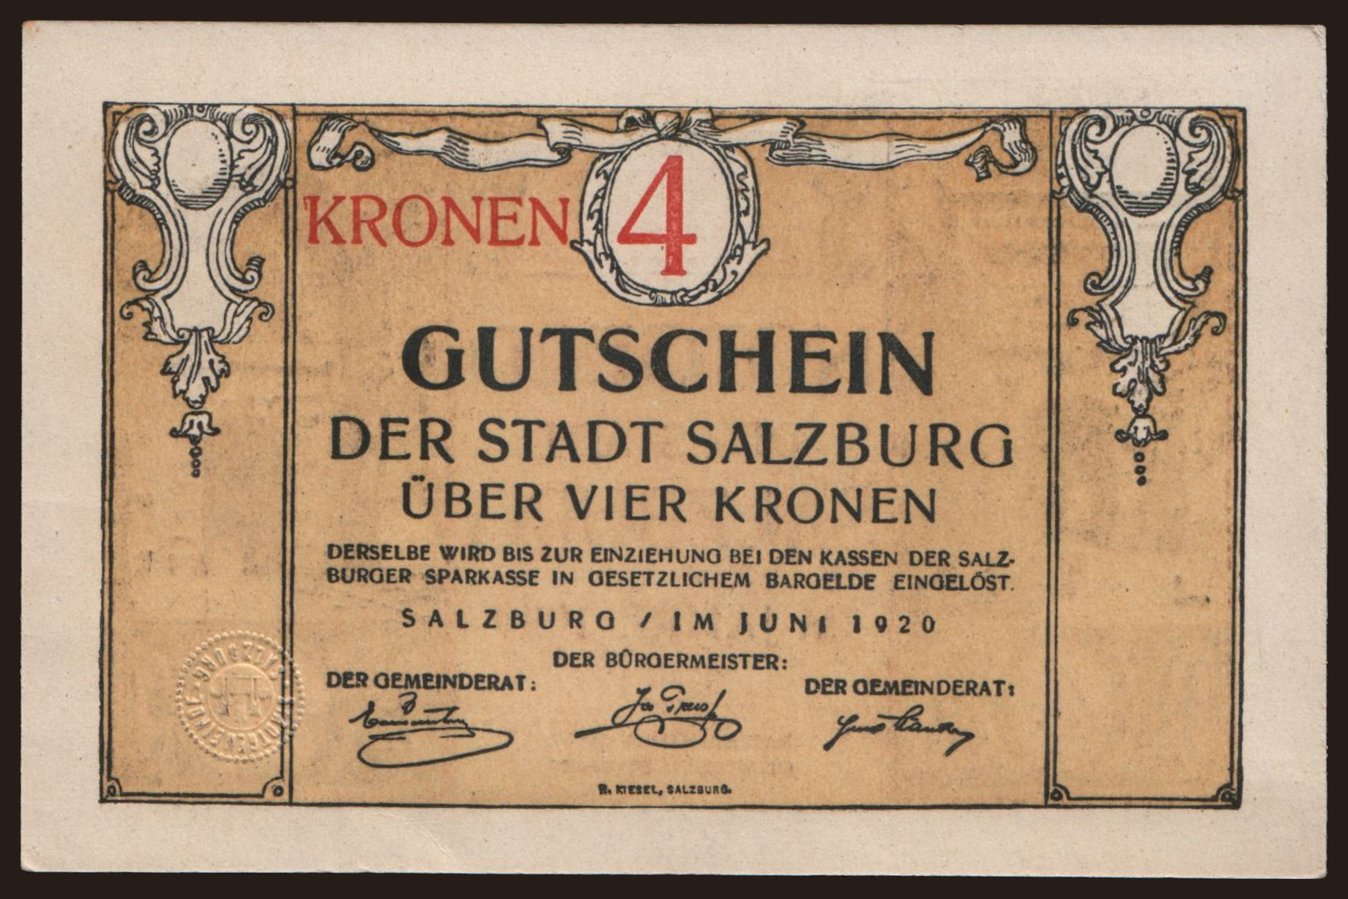 KRONEN 4
GUTSCHEIN
DER STADT SALZBURG
ÜBER VIER KRONEN
DERSELBE WIRD BIS ZUR EINZIEHUNG BEI DEN KASSEN DER SALZ-
BURGER SPARKASSE IN GESETZLICHEM BARGELDE EINGELÖST.
SALZBURG / IM JUNI 1920
DER BÜRGERMEISTER:
DER GEMEINDERAT: DER GEMEINDERAT:
R. KIESEL, SALZBURG.